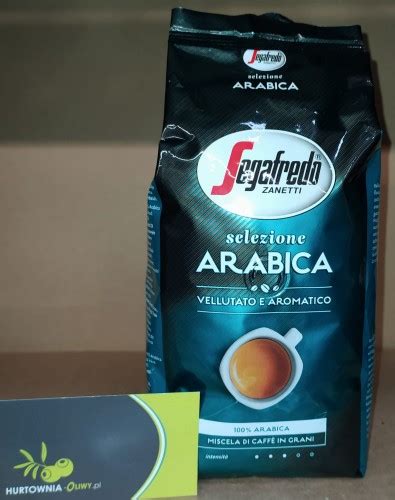 Segafredo
ZANETTI
selezione
ARABICA
Segafredo
ZANETTI
selezione
ARABICA
VELLUTATO E AROMATICO
100% ARABICA
MISCELA DI CAFFÈ IN GRANI
intensità
HURTOWNIA
-OLIWY.pl